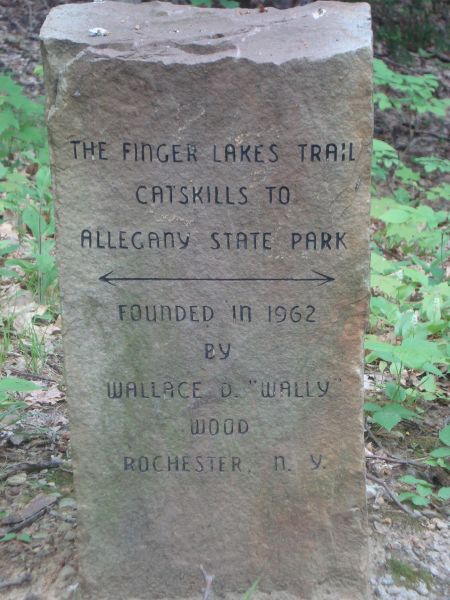 THE FINGER LAKES TRAIL
CATSKILLS TO
ALLEGANY STATE PARK
FOUNDED IN 1962
BY
WALLACE D. "WALLY"
WOOD
ROCHESTER, N. Y.